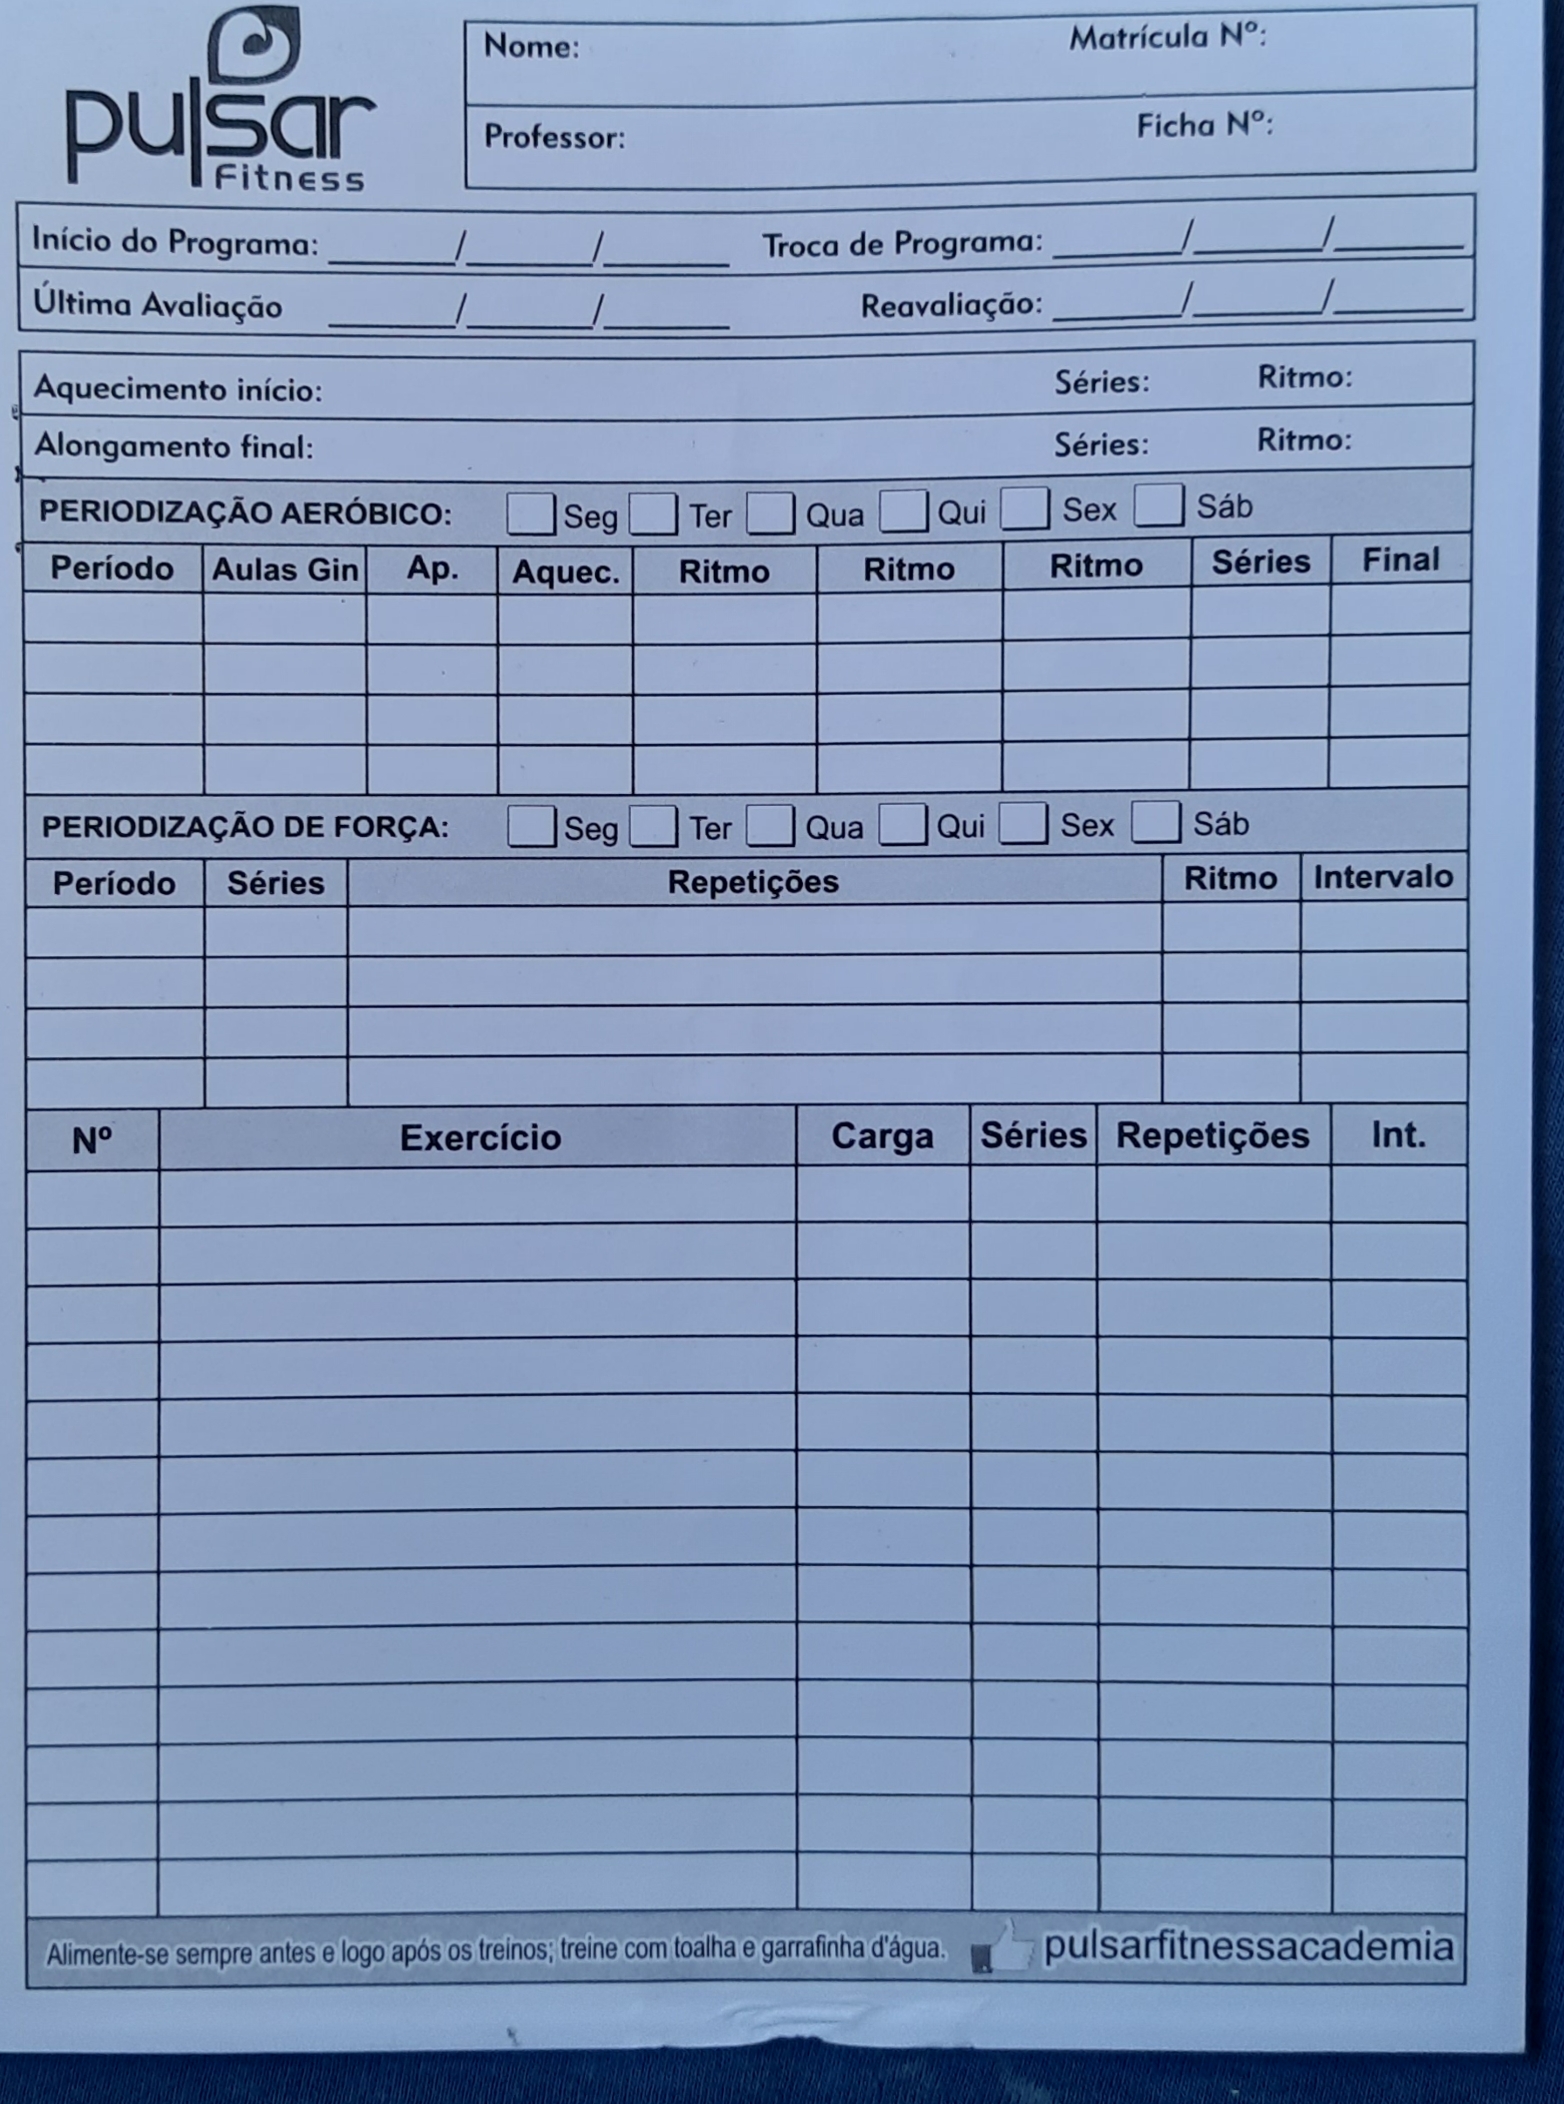 pulsar
Fitness
Nome: Matrícula Nº:
Professor: Ficha Nº:
Início do Programa: ____/____/____ Troca de Programa: ____/____/____
Última Avaliação ____/____/____ Reavaliação: ____/____/____
Aquecimento início: Séries: Ritmo:
Alongamento final: Séries: Ritmo:
PERIODIZAÇÃO AERÓBICO: Seg Ter Qua Qui Sex Sáb
Período Aulas Gin Ap. Aquec. Ritmo Ritmo Ritmo Séries Final
PERIODIZAÇÃO DE FORÇA: Seg Ter Qua Qui Sex Sáb
Período Séries Repetições Ritmo Intervalo
Nº Exercício Carga Séries Repetições Int.
Alimente-se sempre antes e logo após os treinos; treine com toalha e garrafinha d'água. pulsarfitnessacademia